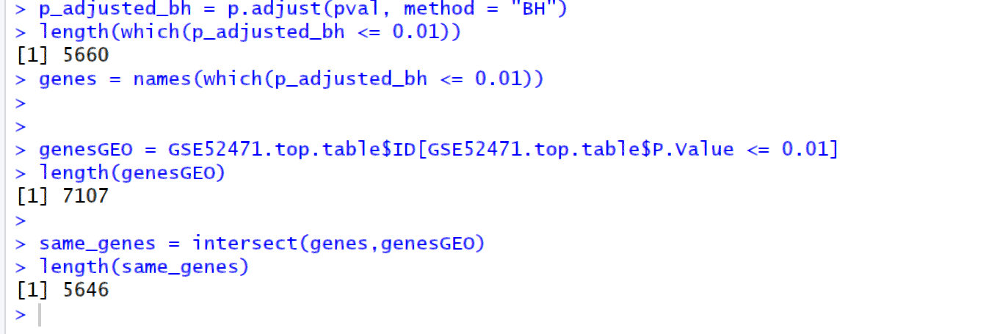 > p_adjusted_bh = p.adjust(pval, method = "BH")
> length(which(p_adjusted_bh <= 0.01))
[1] 5660
> genes = names(which(p_adjusted_bh <= 0.01))
>
>
> genesGEO = GSE52471.top.table$ID[GSE52471.top.table$P.Value <= 0.01]
> length(genesGEO)
[1] 7107
>
> same_genes = intersect(genes,genesGEO)
> length(same_genes)
[1] 5646
>